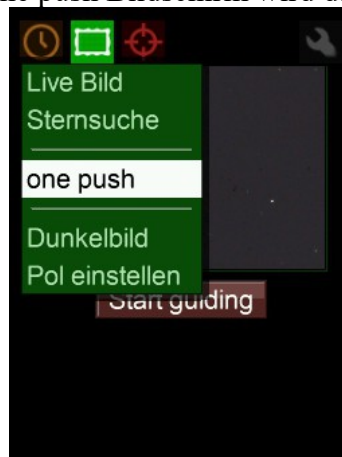 Live Bild
Sternsuche
one push
Dunkelbild
Pol einstellen
Start guiding